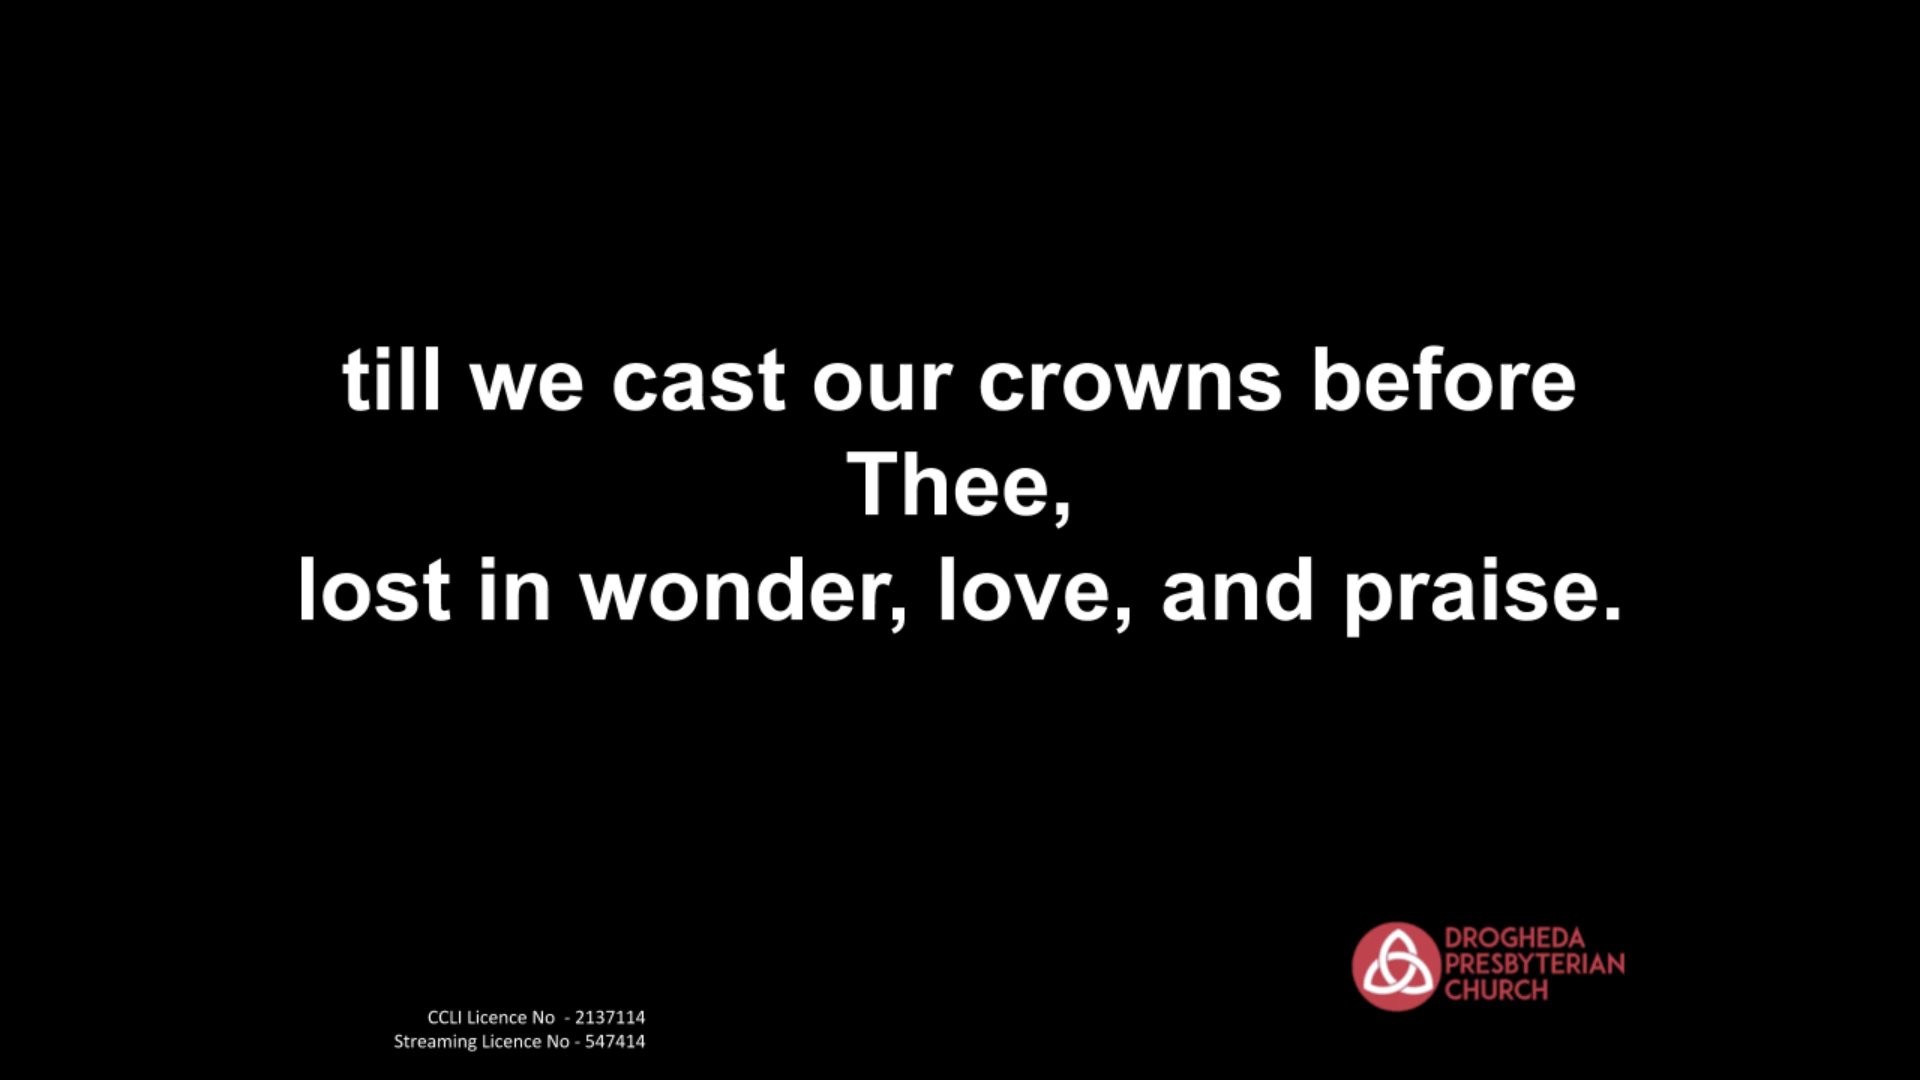 till we cast our crowns before
Thee,
lost in wonder, love, and praise.
DROGHEDA
PRESBYTERIAN
CHURCH
CCLI Licence No - 2137114
Streaming Licence No - 547414